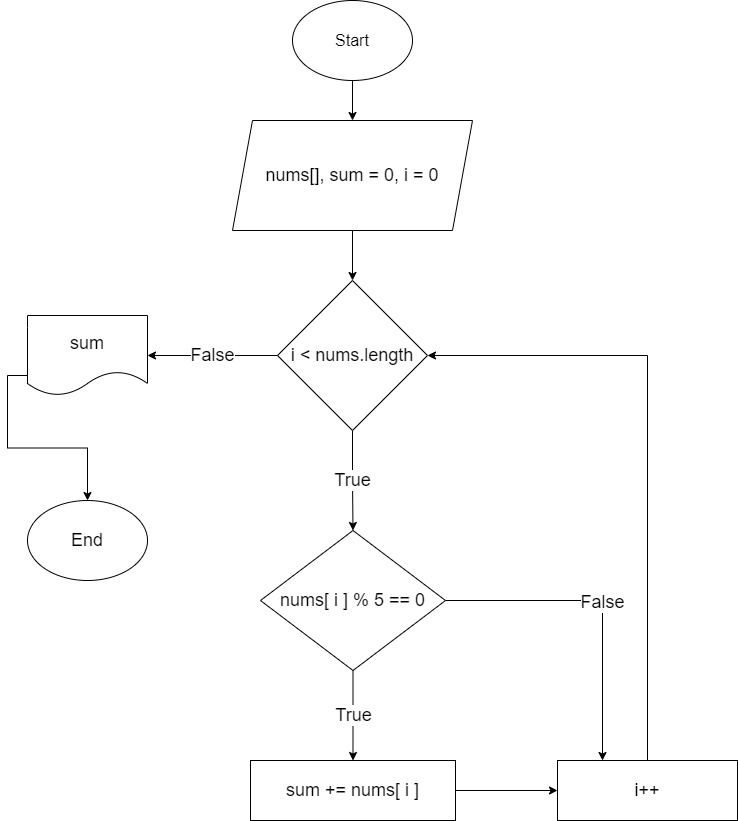 Start
nums[], sum = 0, i = 0
i < nums.length
False
sum
True
End
nums[ i ] % 5 == 0
False
True
sum += nums[ i ]
i++